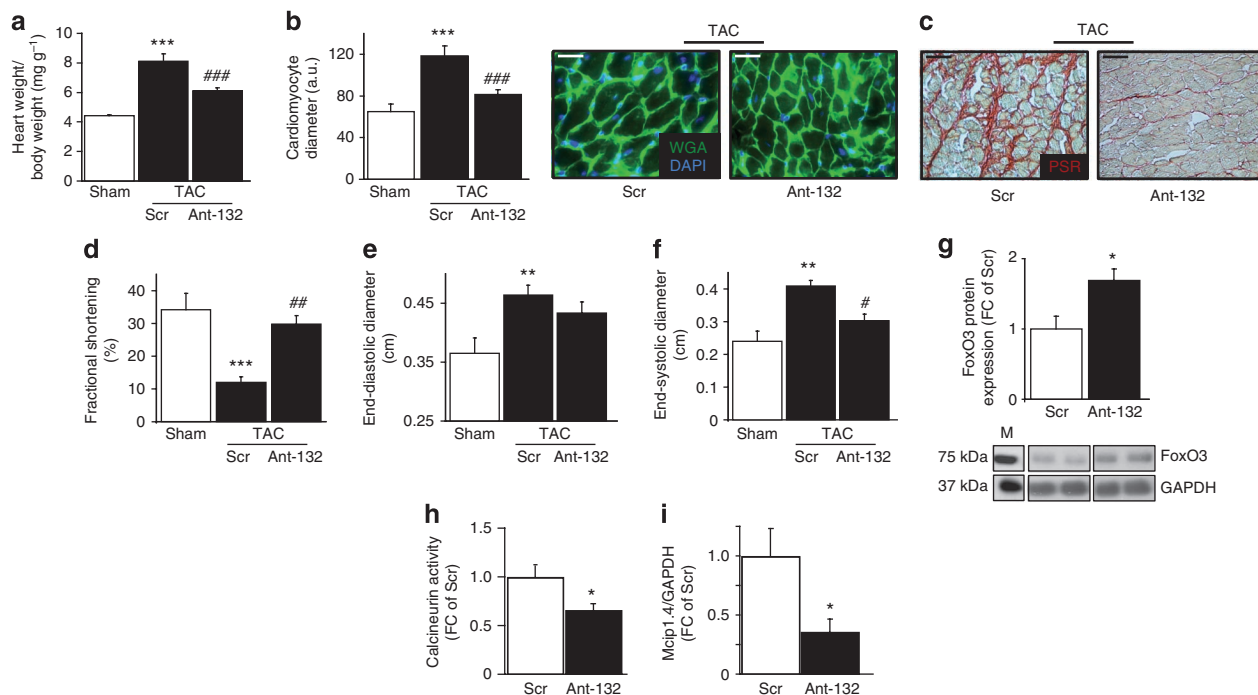 a
Heart weight/
body weight (mg g⁻¹)
10
8
6
4
2
0
***
###
Sham
TAC
Scr
Ant-132
b
Cardiomyocyte
diameter (a.u.)
120
80
40
0
***
###
Sham
TAC
Scr
Ant-132
TAC
WGA
DAPI
Scr
Ant-132
c
TAC
PSR
Scr
Ant-132
d
Fractional shortening
(%)
40
30
20
10
0
***
##
Sham
TAC
Scr
Ant-132
e
End-diastolic diameter
(cm)
0.45
0.35
0.25
**
Sham
TAC
Scr
Ant-132
f
End-systolic diameter
(cm)
0.4
0.3
0.2
0.1
0
**
#
Sham
TAC
Scr
Ant-132
g
FoxO3 protein
expression (FC of Scr)
2
1
0
*
Scr
Ant-132
M
75 kDa
FoxO3
37 kDa
GAPDH
h
Calcineurin activity
(FC of Scr)
1.5
1.0
0.5
0
*
Scr
Ant-132
i
Mcip1.4/GAPDH
(FC of Scr)
1.0
0.5
0
*
Scr
Ant-132